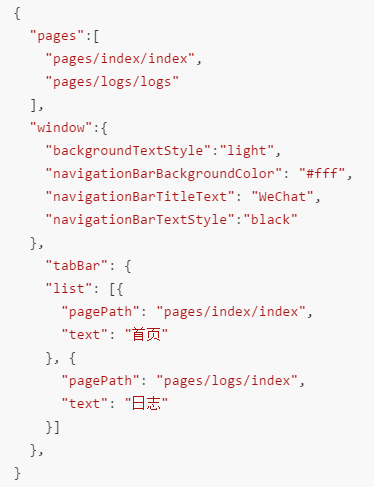 {
  "pages":[
    "pages/index/index",
    "pages/logs/logs"
  ],
  "window":{
    "backgroundTextStyle":"light",
    "navigationBarBackgroundColor": "#fff",
    "navigationBarTitleText": "WeChat",
    "navigationBarTextStyle":"black"
  },
    "tabBar": {
    "list": [{
      "pagePath": "pages/index/index",
      "text": "首页"
    }, {
      "pagePath": "pages/logs/index",
      "text": "日志"
    }]
  },
}